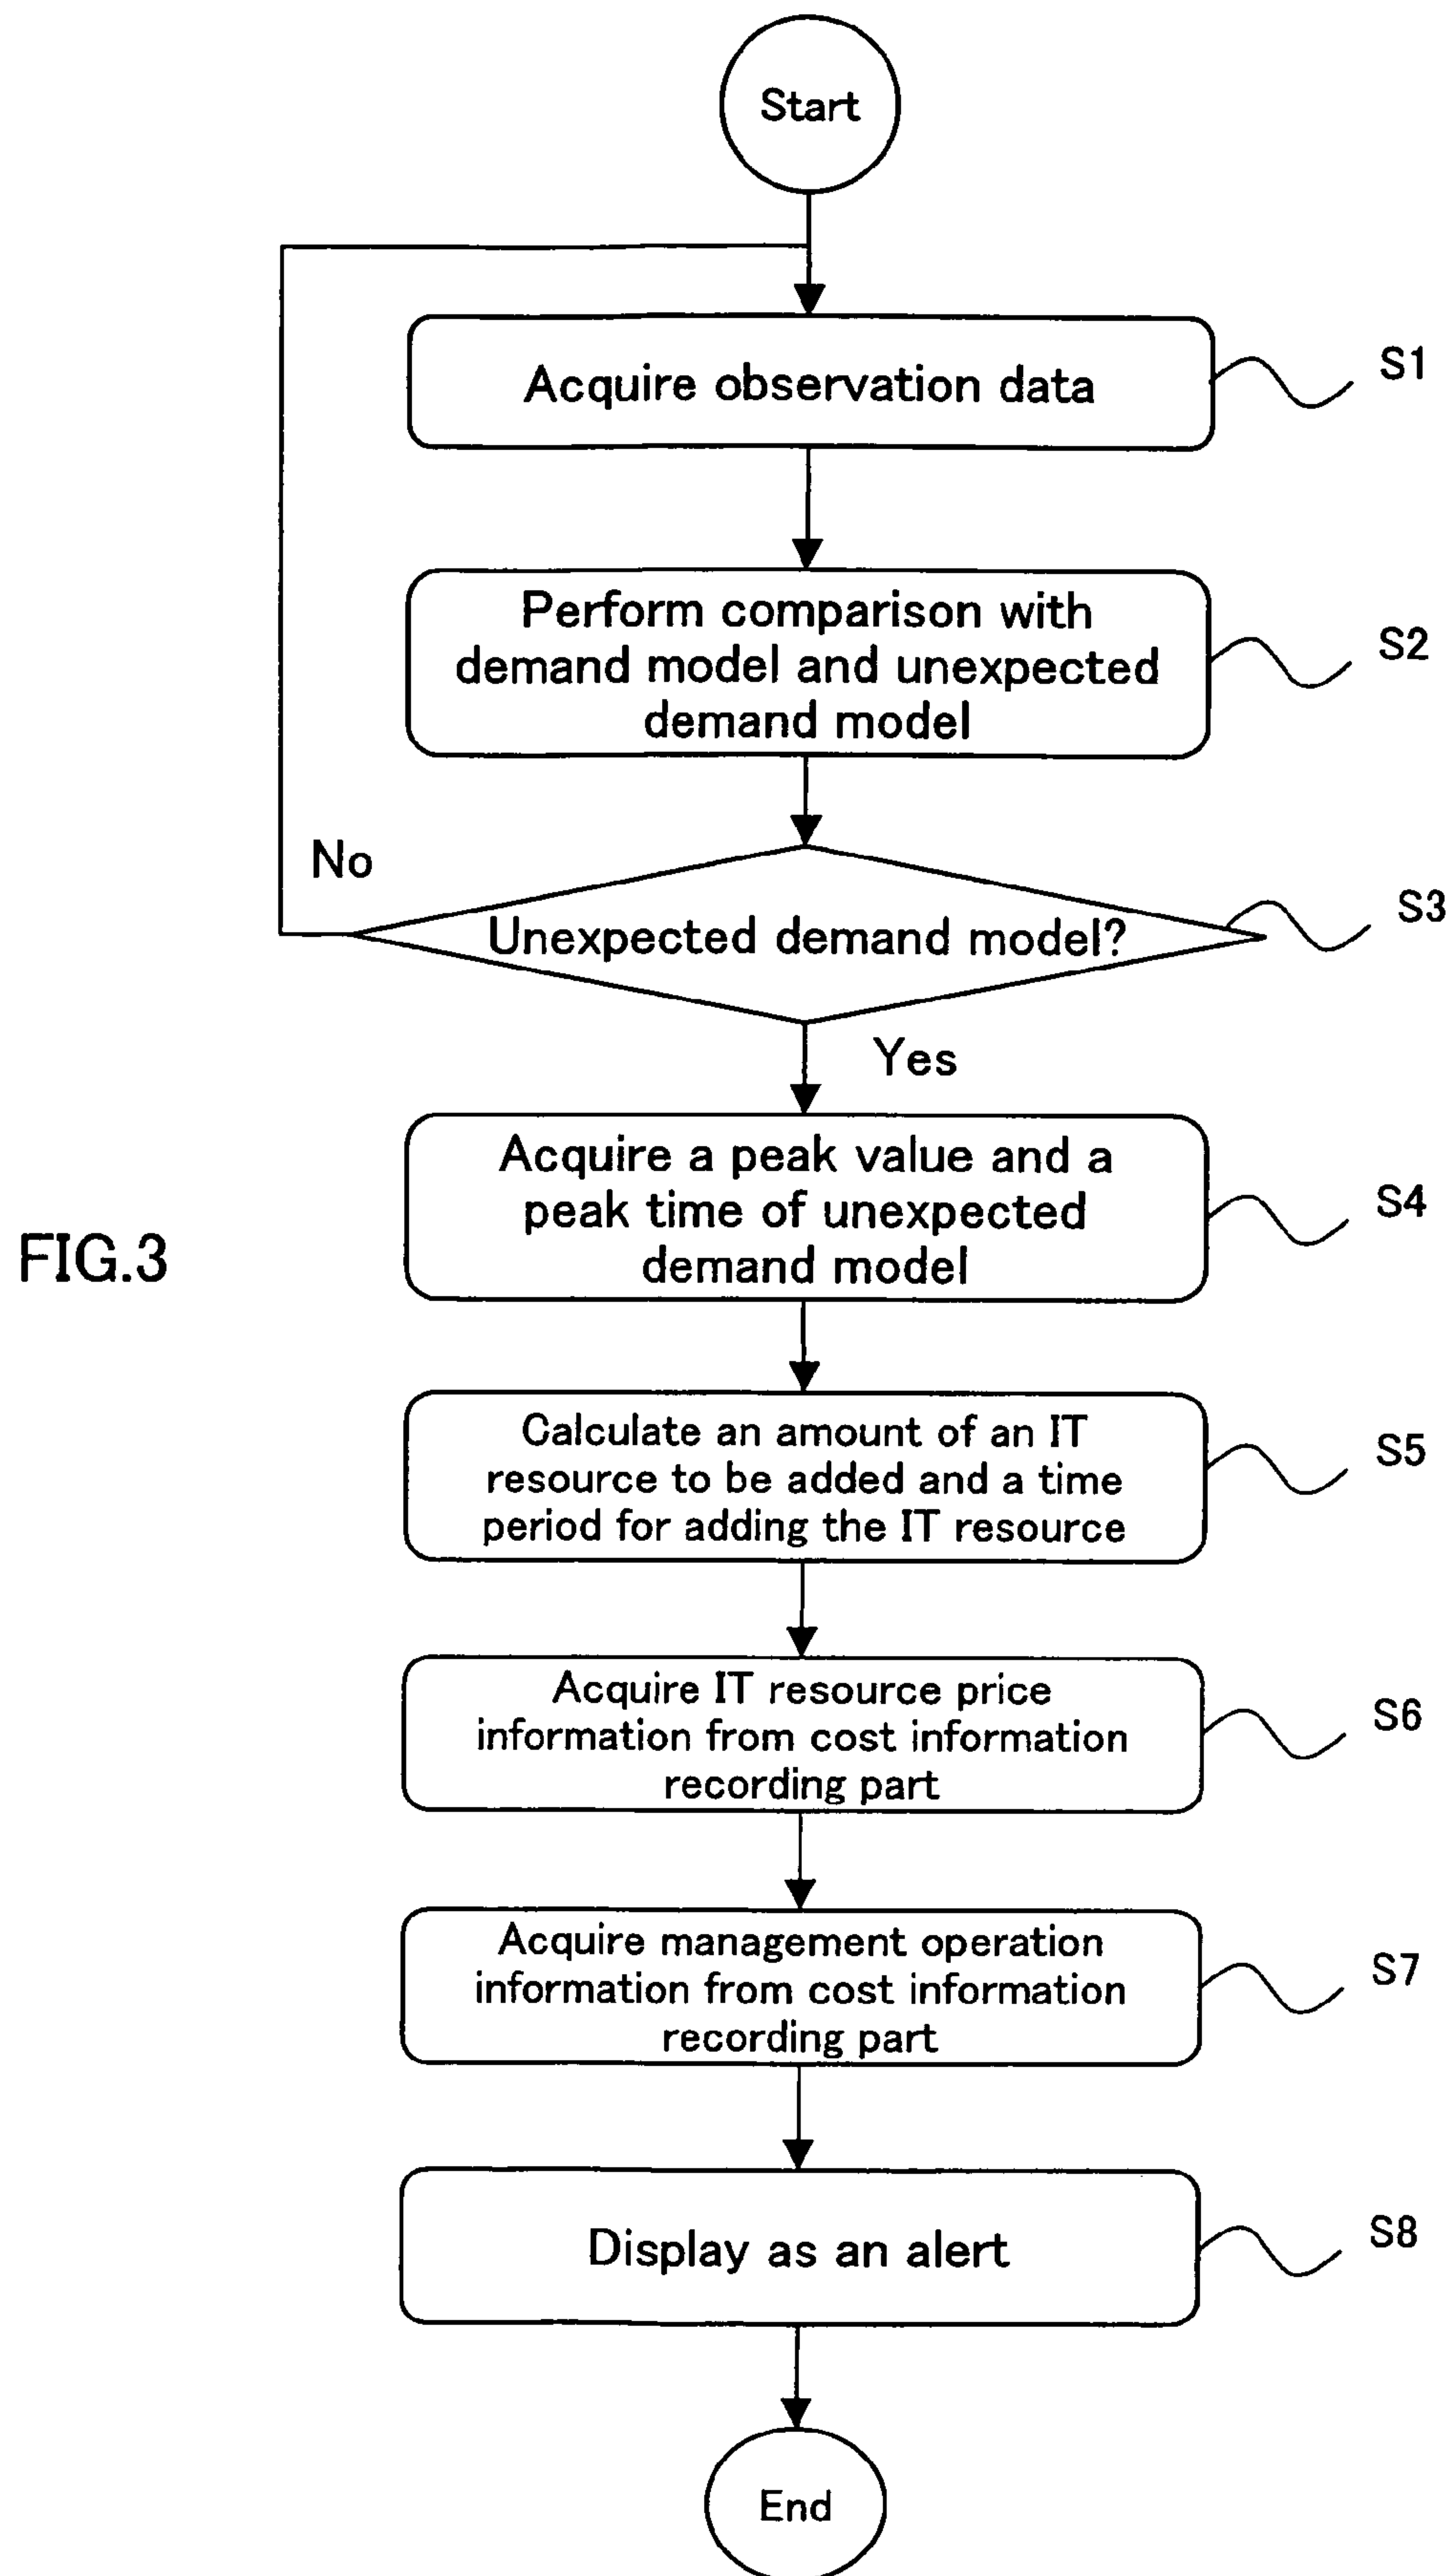 Start
Acquire observation data
S1
Perform comparison with
demand model and unexpected
demand model
S2
No
Unexpected demand model?
S3
Yes
Acquire a peak value and a
peak time of unexpected
demand model
S4
FIG.3
Calculate an amount of an IT
resource to be added and a time
period for adding the IT resource
S5
Acquire IT resource price
information from cost information
recording part
S6
Acquire management operation
information from cost information
recording part
S7
Display as an alert
S8
End